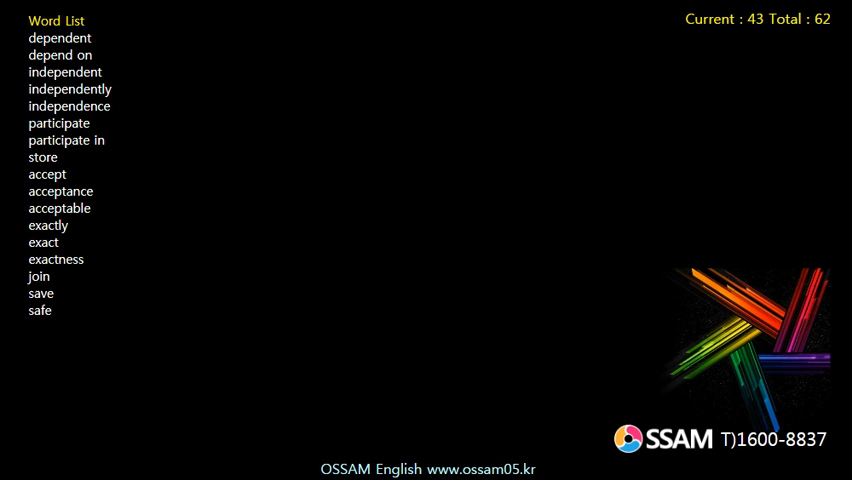 Word List
Current : 43 Total : 62
dependent
depend on
independent
independently
independence
participate
participate in
store
accept
acceptance
acceptable
exactly
exact
exactness
join
save
safe
OSSAM T)1600-8837
OSSAM English www.ossam05.kr